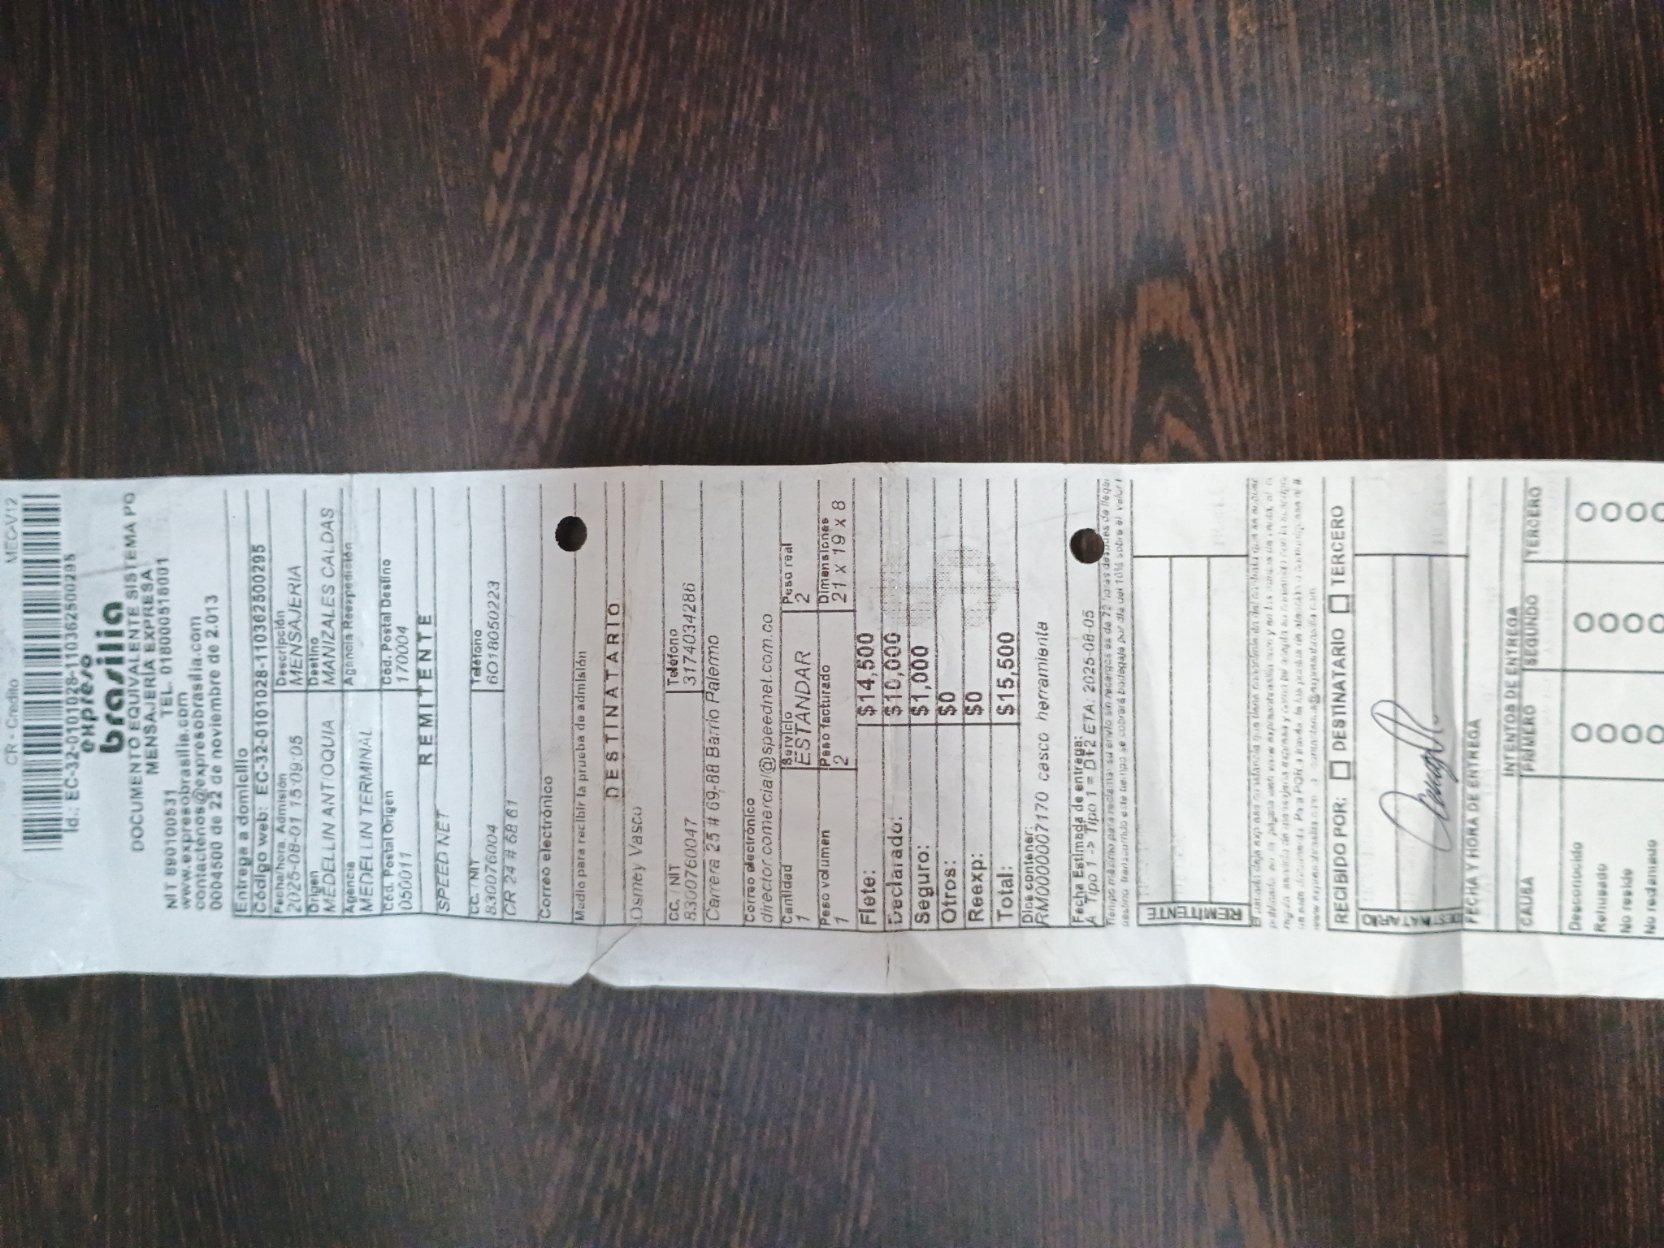 CR - Crédito MEC-V12
Id.: EC-32-0101028-110362500295
expreso
brasilia
DOCUMENTO EQUIVALENTE SISTEMA PO
MENSAJERÍA EXPRESA
NIT 890100531 TEL. 018000518001
www.expresobrasilia.com
contactenos@expresobrasilia.com
0004500 de 22 de noviembre de 2.013
Entrega a domicilio
Código web: EC-32-0101028-110362500295
Fecha/hora Admisión Descripción
2025-08-01 15:09:05 MENSAJERIA
Origen Destino
MEDELLIN ANTIOQUIA MANIZALES CALDAS
Agencia Agencia Reexpedición
MEDELLIN TERMINAL
Cód. Postal Origen Cód. Postal Destino
050011 170004
REMITENTE
SPEED NET
CC. / NIT Teléfono
830076004 6018050223
CR 24 # 68 61
Correo electrónico
Medio para recibir la prueba de admisión
DESTINATARIO
Osmey Vasco
CC. / NIT Teléfono
8300760047 3174034286
Carrera 25 # 69-88 Barrio Palermo
Correo electrónico
director.comercial@speednet.com.co
Cantidad Servicio Peso real
1 ESTANDAR 2
Peso volumen Peso facturado Dimensiones
1 2 21 x 19 x 8
Flete: $14,500
Declarado: $10,000
Seguro: $1,000
Otros: $0
Reexp: $0
Total: $15,500
Dice contener:
RM00000007170 casco herramienta
Fecha Estimada de entrega:
A Tipo 1 -> Tipo 1 = D+2 ETA: 2025-08-05
REMITENTE
RECIBIDO POR: DESTINATARIO TERCERO
DESTINATARIO
FECHA Y HORA DE ENTREGA
INTENTOS DE ENTREGA
CAUSA PRIMERO SEGUNDO TERCERO
Desconocido
Rehusado
No reside
No reclamado